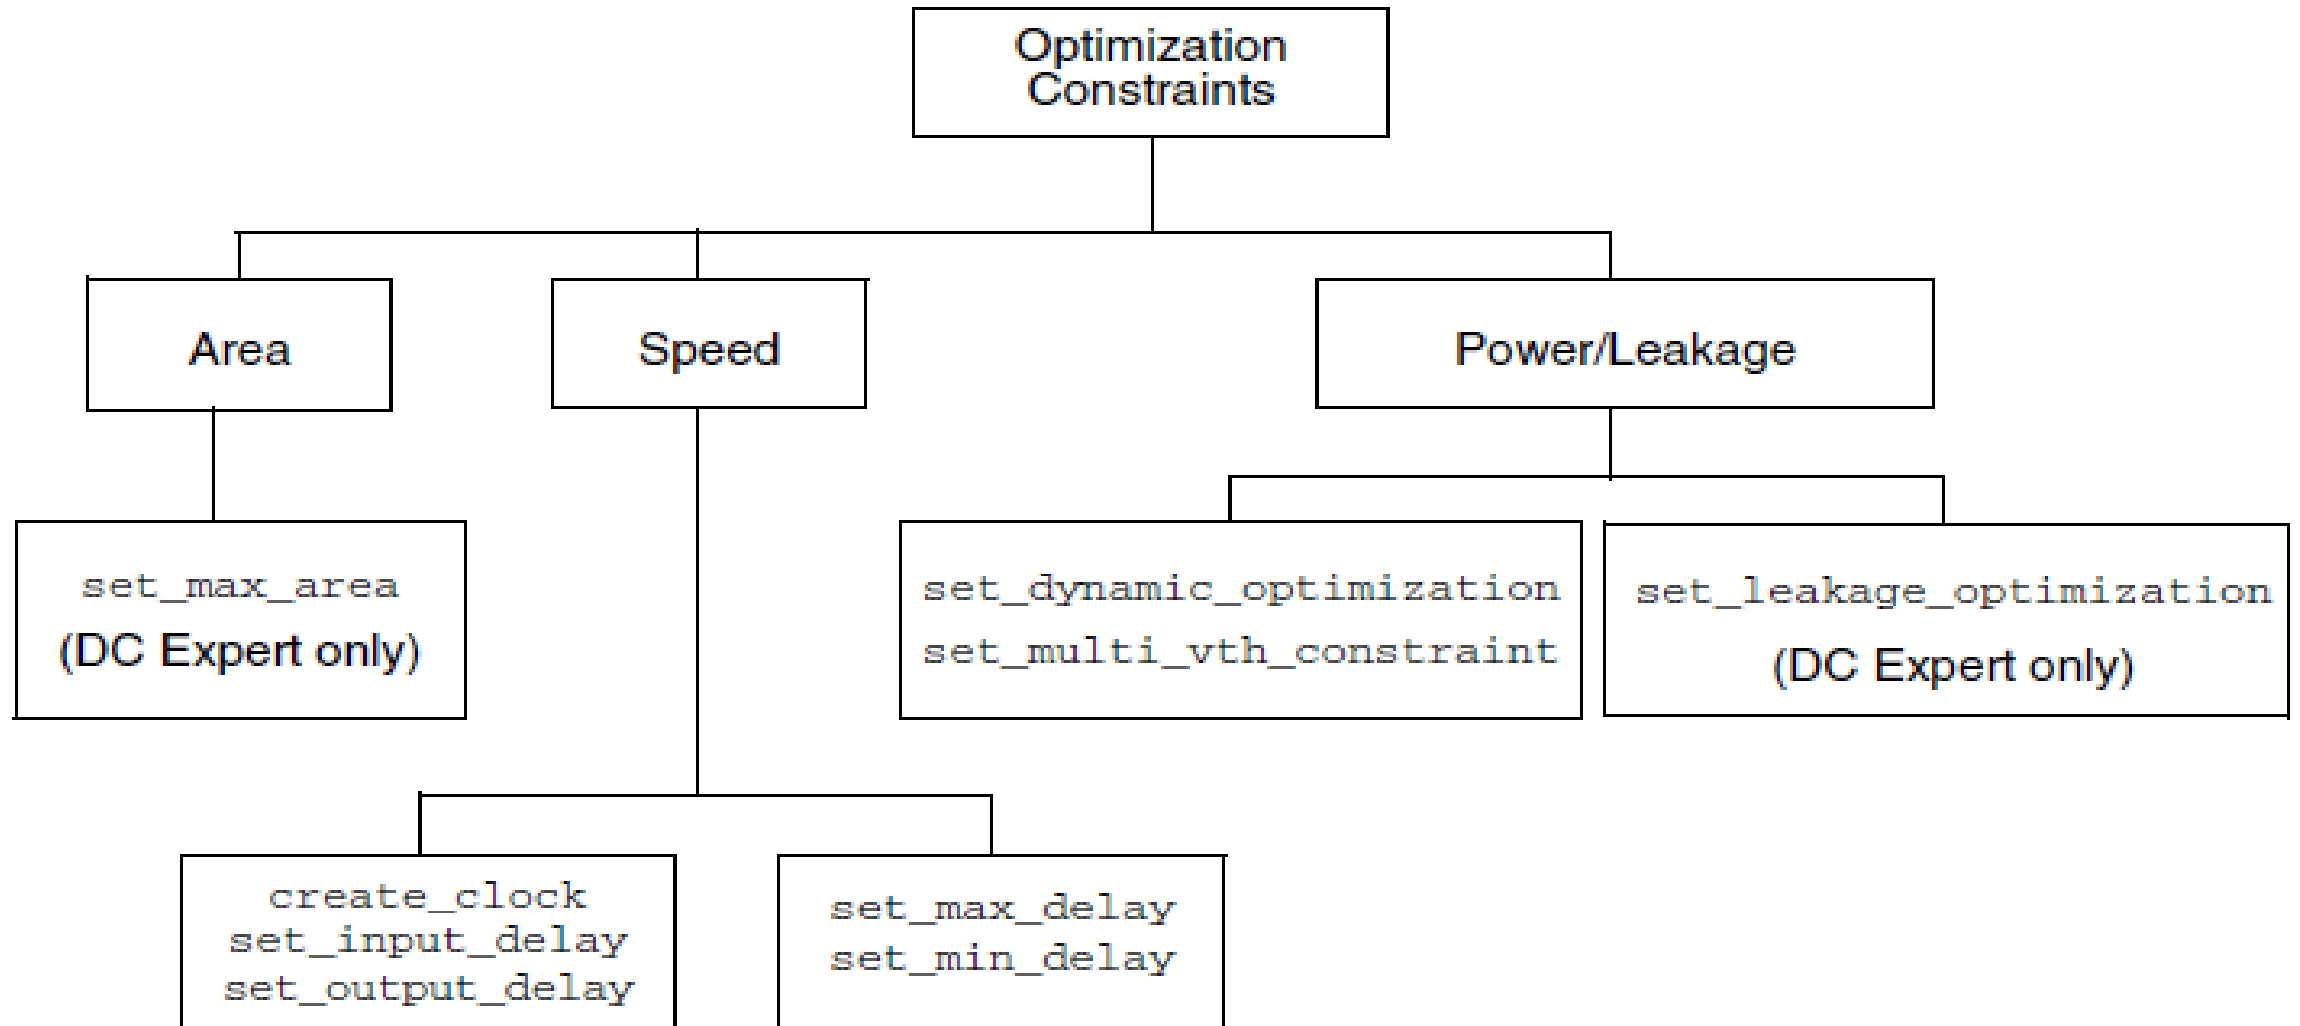 Optimization
Constraints
Area
Speed
Power/Leakage
set_max_area
(DC Expert only)
set_dynamic_optimization
set_multi_vth_constraint
set_leakage_optimization
(DC Expert only)
create_clock
set_input_delay
set_output_delay
set_max_delay
set_min_delay